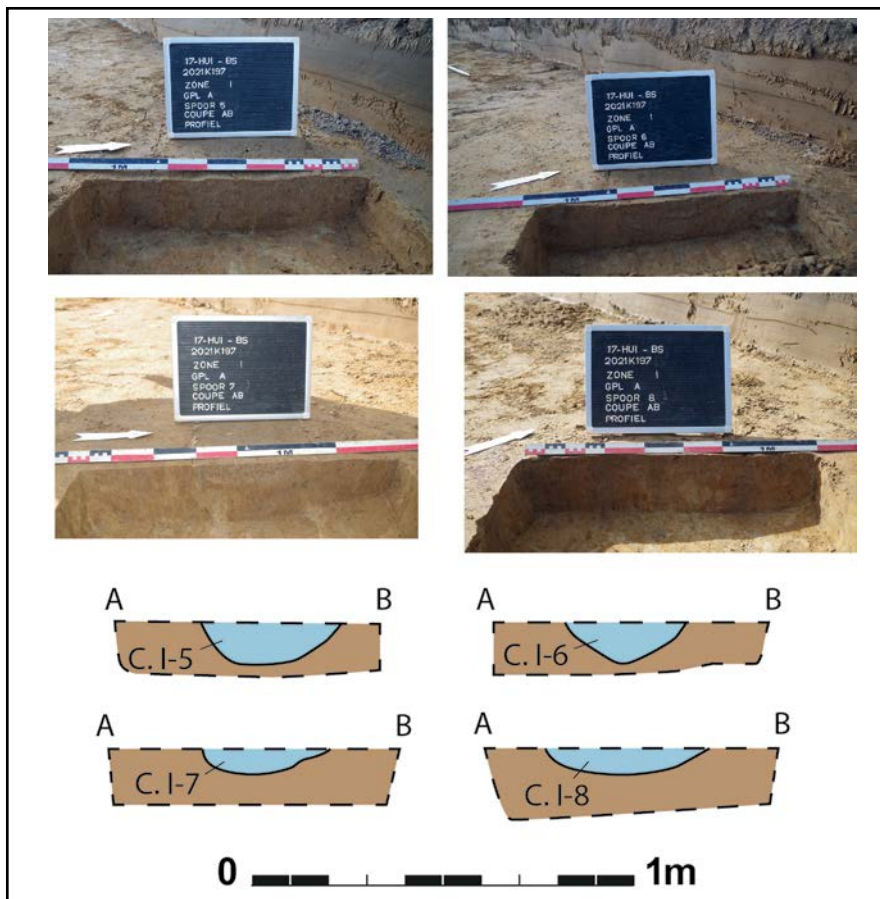 17-HUI-BS
2021K197
ZONE 1
GPL A
SPOOR 5
COUPE AB
PROFIEL
1M
17-HUI-BS
2021K197
ZONE 1
GPL A
SPOOR 6
COUPE AB
PROFIEL
1M
17-HUI-BS
2021K197
ZONE 1
GPL A
SPOOR 7
COUPE AB
PROFIEL
1M
17-HUI-BS
2021K197
ZONE 1
GPL A
SPOOR 8
COUPE AB
PROFIEL
1M
A B A B
C. I-5 C. I-6
A B A B
C. I-7 C. I-8
0 1m